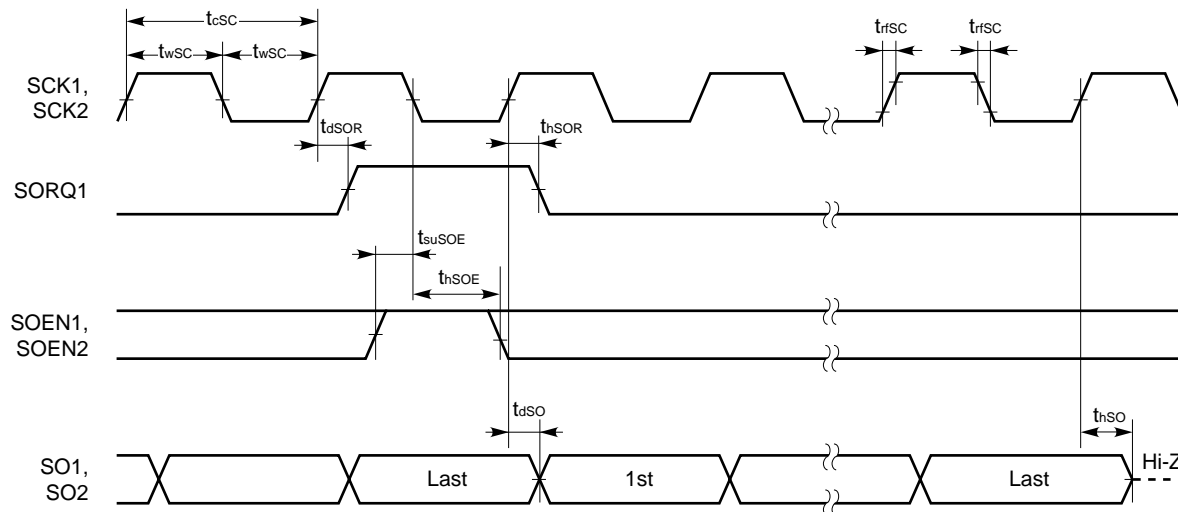 tcSC
twSC twSC trfSC trfSC
SCK1,
SCK2
tdSOR thSOR
SORQ1
tsuSOE
thSOE
SOEN1,
SOEN2
tdSO thSO
SO1,
SO2
Last 1st Last Hi-Z